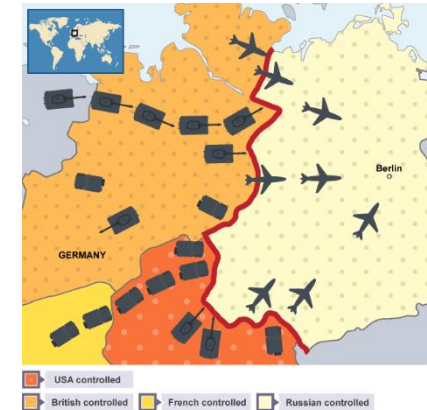 Berlin
GERMANY
USA controlled
British controlled
French controlled
Russian controlled